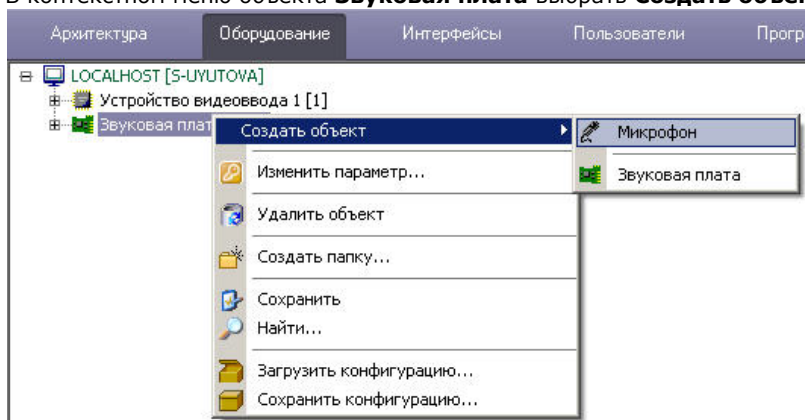 В контекстном меню объекта Звуковая плата выбрать Создать объе
Архитектура Оборудование Интерфейсы Пользователи Прогр
LOCALHOST [S-UYUTOVA]
Устройство видеоввода 1 [1]
Звуковая плат
Создать объект
Микрофон
Звуковая плата
Изменить параметр...
Удалить объект
Создать папку...
Сохранить
Найти...
Загрузить конфигурацию...
Сохранить конфигурацию...